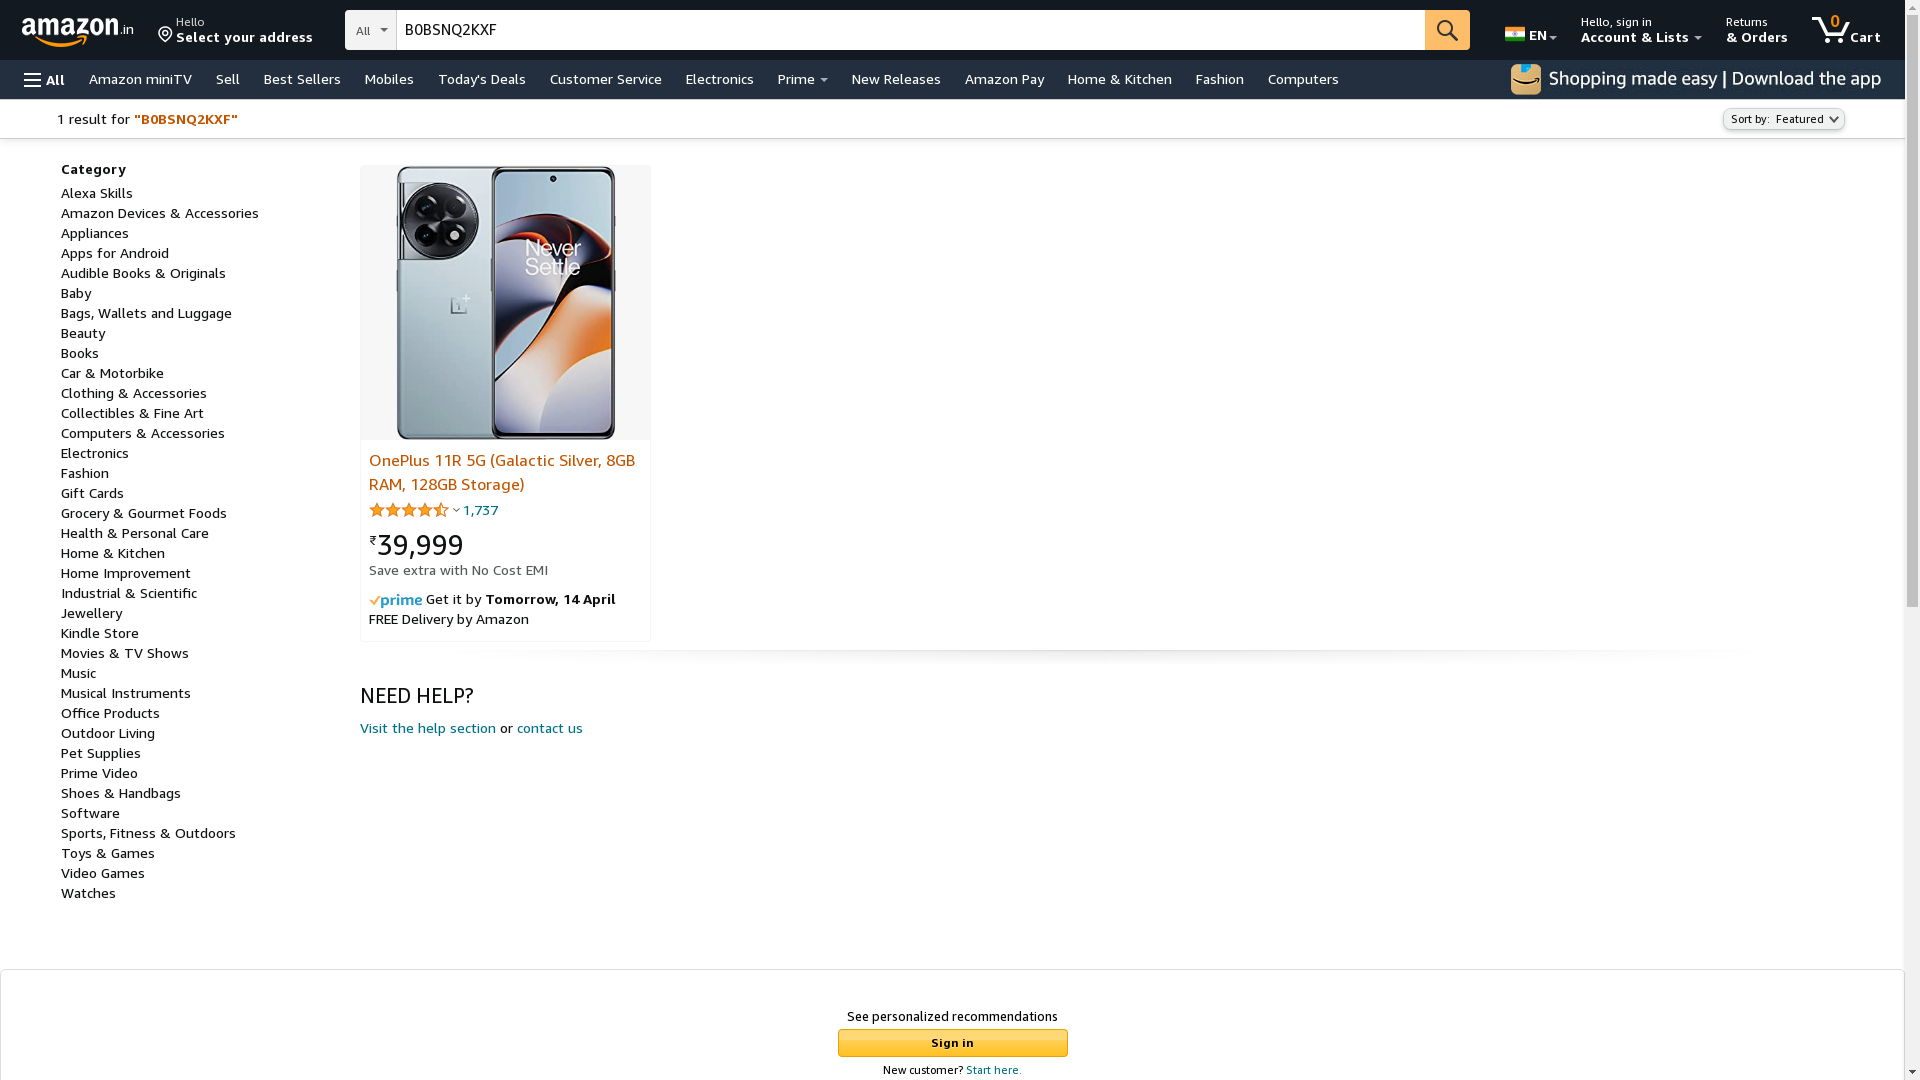 amazon.in
Hello
Select your address
All
B0BSNQ2KXF
EN
Hello, sign in
Account & Lists
Returns
& Orders
0
Cart
All
Amazon miniTV
Sell
Best Sellers
Mobiles
Today's Deals
Customer Service
Electronics
Prime
New Releases
Amazon Pay
Home & Kitchen
Fashion
Computers
Shopping made easy | Download the app
1 result for "B0BSNQ2KXF"
Sort by: Featured
Category
Alexa Skills
Amazon Devices & Accessories
Appliances
Apps for Android
Audible Books & Originals
Baby
Bags, Wallets and Luggage
Beauty
Books
Car & Motorbike
Clothing & Accessories
Collectibles & Fine Art
Computers & Accessories
Electronics
Fashion
Gift Cards
Grocery & Gourmet Foods
Health & Personal Care
Home & Kitchen
Home Improvement
Industrial & Scientific
Jewellery
Kindle Store
Movies & TV Shows
Music
Musical Instruments
Office Products
Outdoor Living
Pet Supplies
Prime Video
Shoes & Handbags
Software
Sports, Fitness & Outdoors
Toys & Games
Video Games
Watches
Never
Settle
OnePlus 11R 5G (Galactic Silver, 8GB
RAM, 128GB Storage)
1,737
₹39,999
Save extra with No Cost EMI
prime Get it by Tomorrow, 14 April
FREE Delivery by Amazon
NEED HELP?
Visit the help section or contact us
See personalized recommendations
Sign in
New customer? Start here.